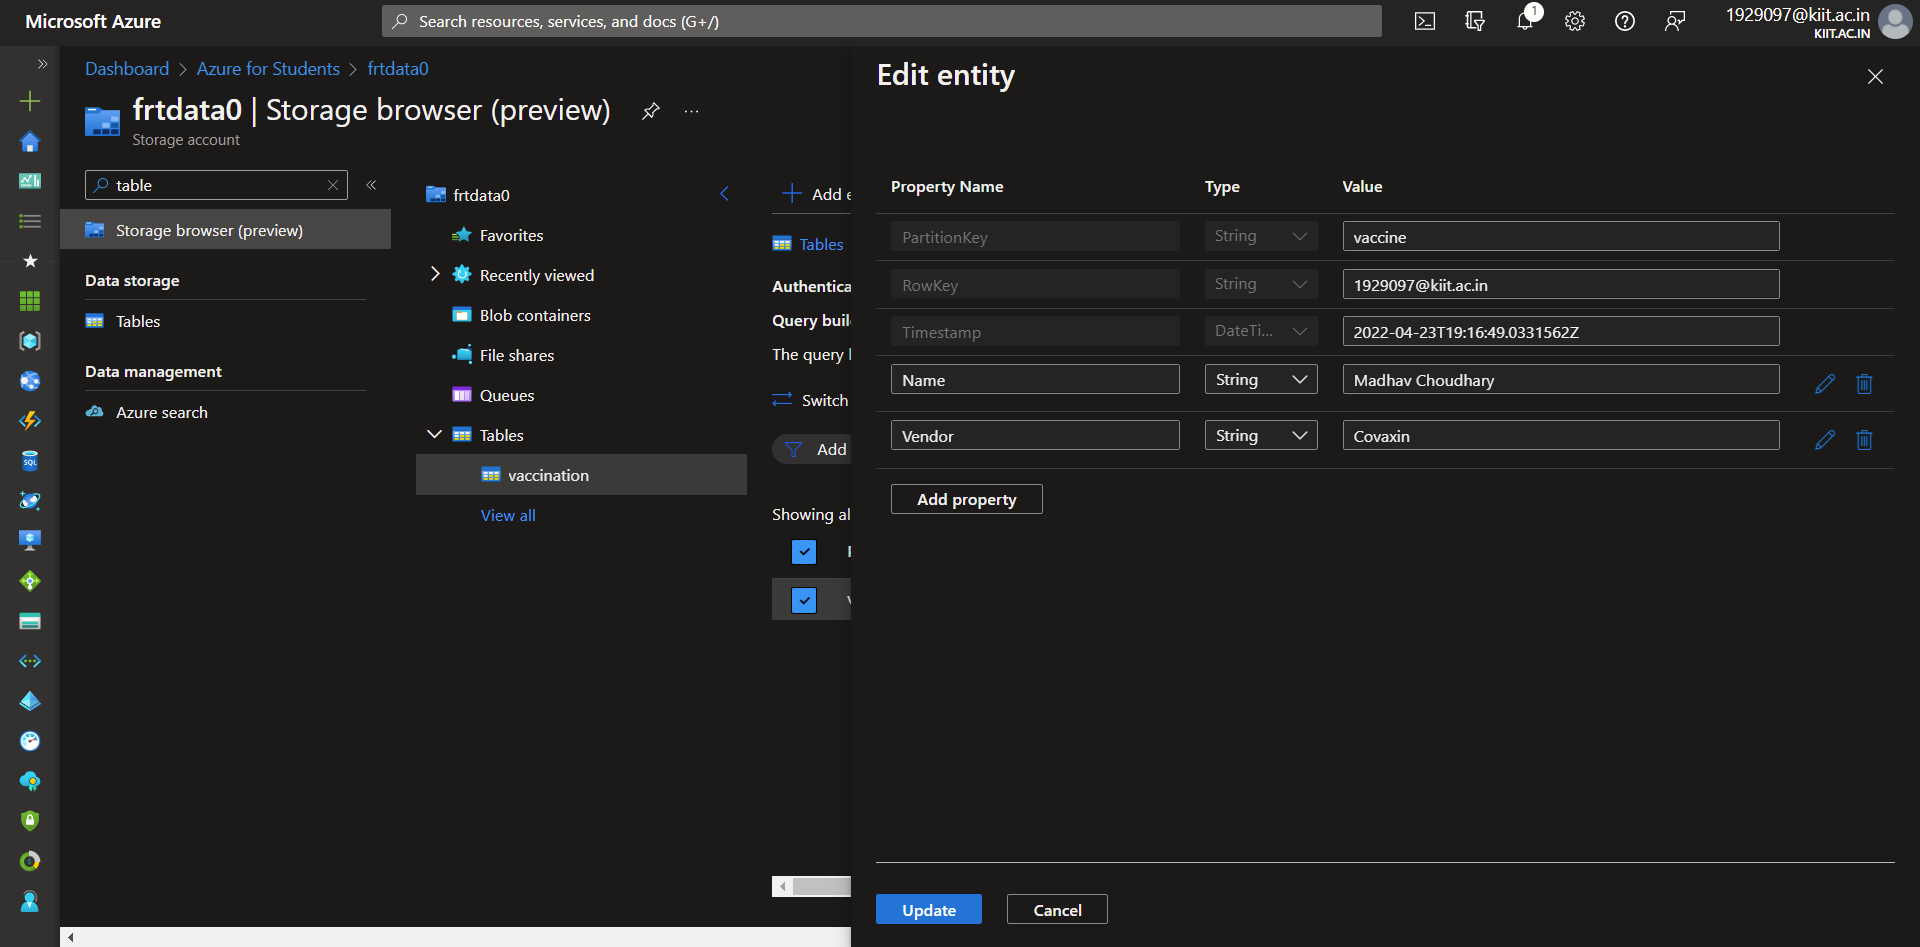 Microsoft Azure
Search resources, services, and docs (G+/)
1
1929097@kiit.ac.in
KIIT.AC.IN
Dashboard > Azure for Students > frtdata0
frtdata0 | Storage browser (preview)
Storage account
table
Storage browser (preview)
Data storage
Tables
Data management
Azure search
frtdata0
Favorites
Recently viewed
Blob containers
File shares
Queues
Tables
vaccination
View all
Add
Tables
Authentica
Query buil
The query
Switch
Add
Showing al
SQL
Edit entity
Property Name Type Value
PartitionKey String vaccine
RowKey String 1929097@kiit.ac.in
Timestamp DateTi... 2022-04-23T19:16:49.0331562Z
Name String Madhav Choudhary
Vendor String Covaxin
Add property
Update Cancel